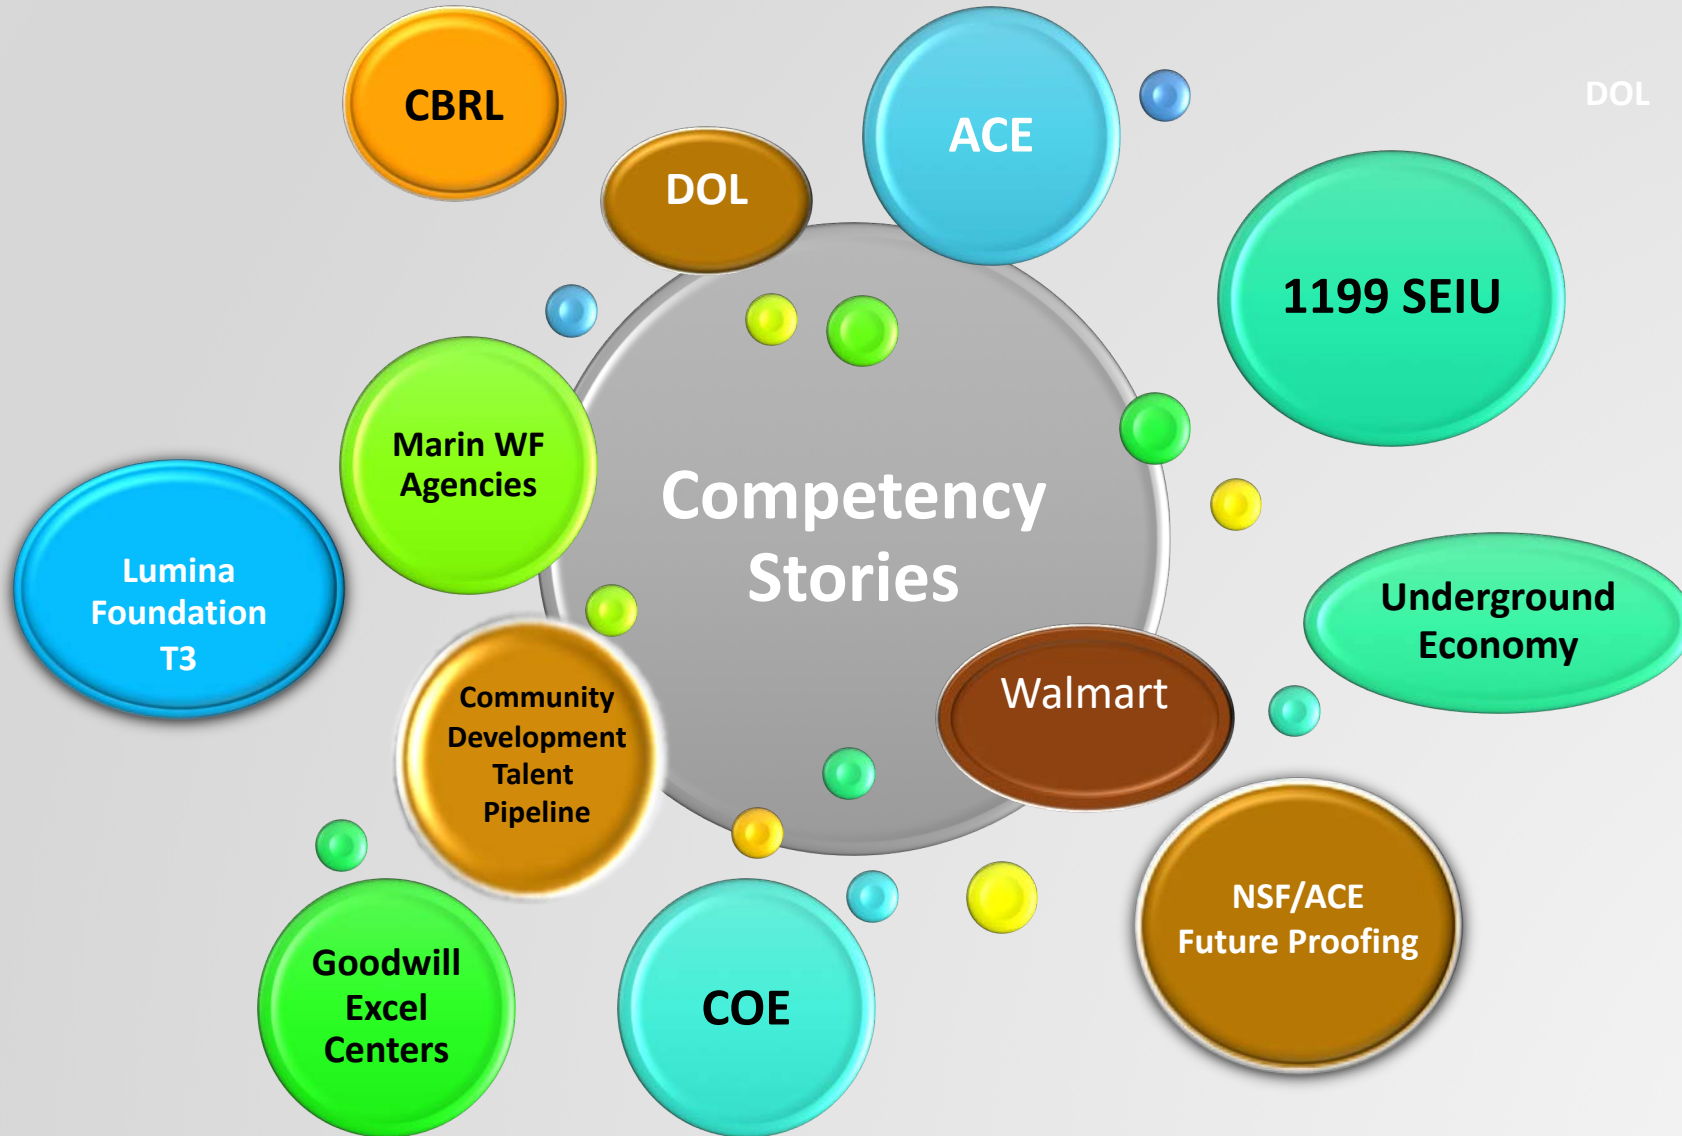 CBRL
ACE
DOL
DOL
1199 SEIU
Marin WF
Agencies
Competency
Stories
Lumina
Foundation
T3
Underground
Economy
Community
Development
Talent
Pipeline
Walmart
NSF/ACE
Future Proofing
Goodwill
Excel
Centers
COE